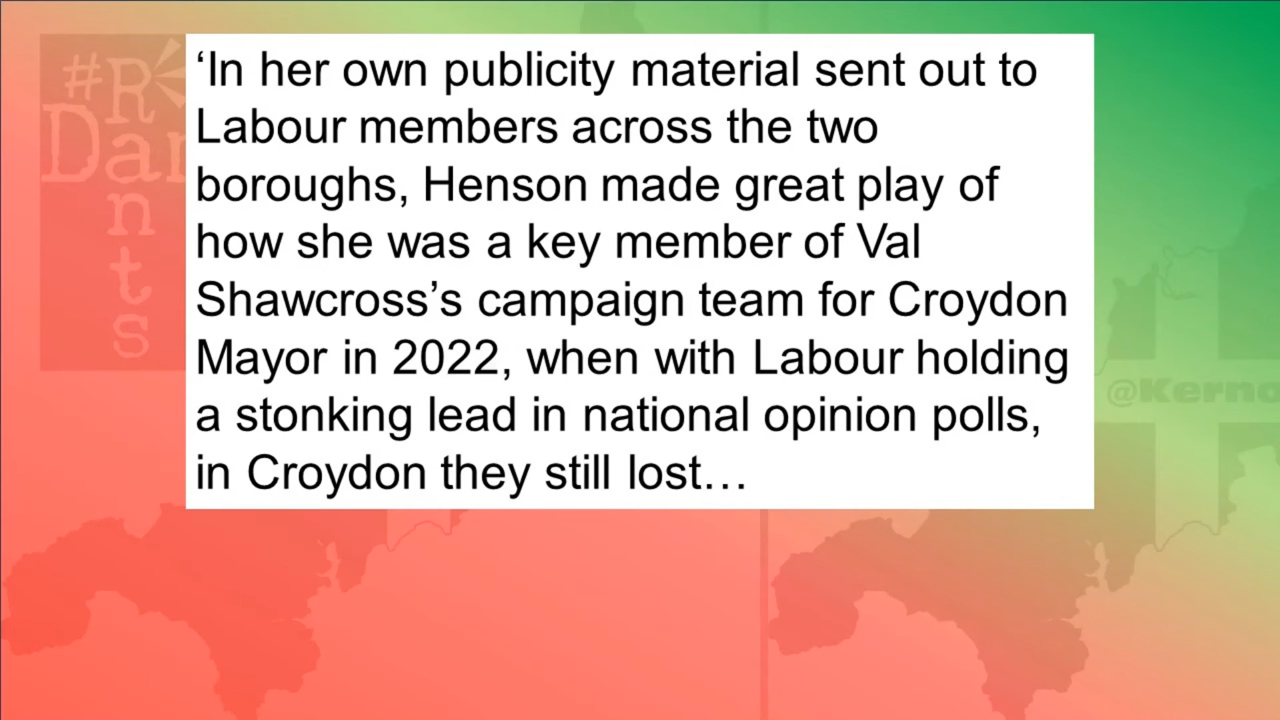 #R
Dan
n
t
s
‘In her own publicity material sent out to
Labour members across the two
boroughs, Henson made great play of
how she was a key member of Val
Shawcross’s campaign team for Croydon
Mayor in 2022, when with Labour holding
a stonking lead in national opinion polls,
in Croydon they still lost…
@Kerno